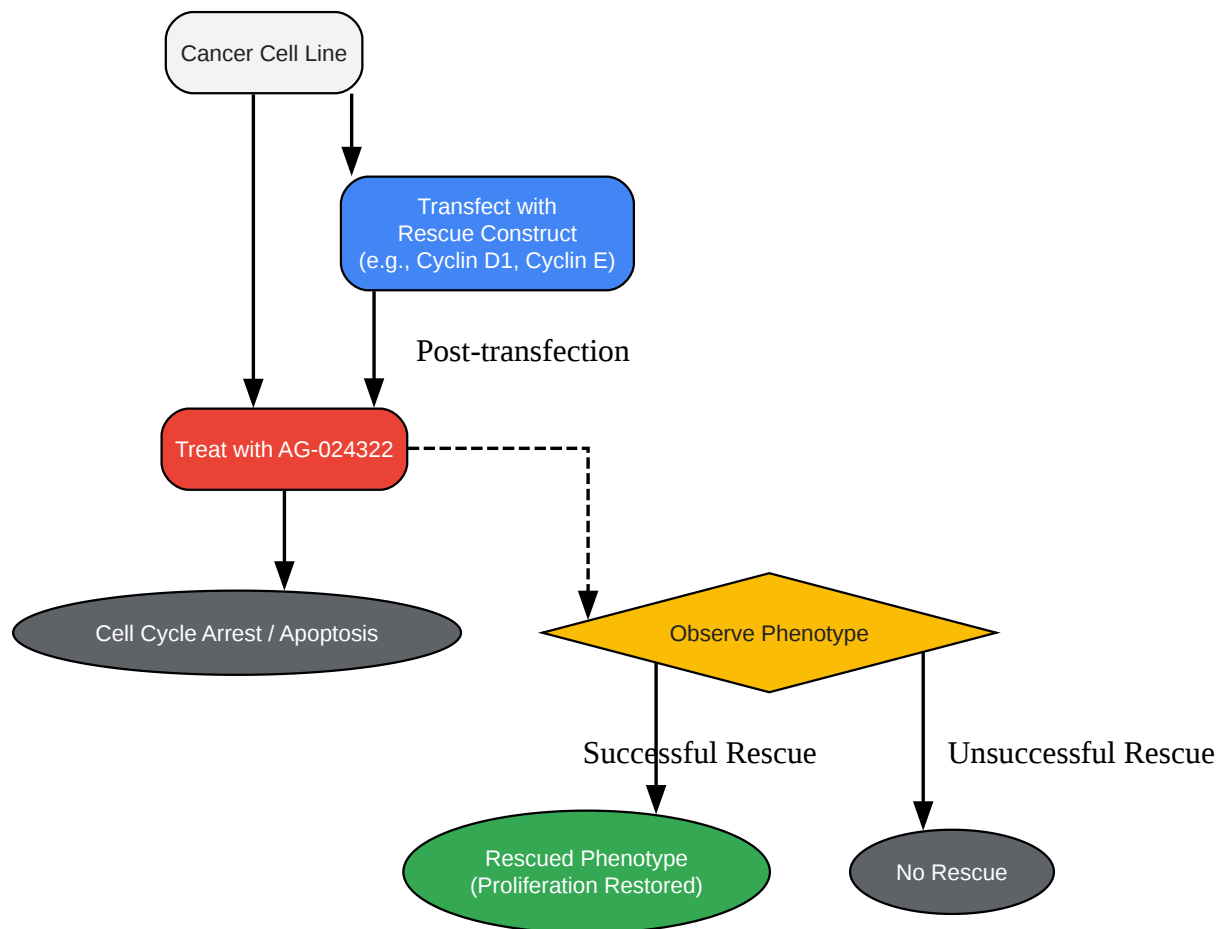 Cancer Cell Line
Transfect with
Rescue Construct
(e.g., Cyclin D1, Cyclin E)
Post-transfection
Treat with AG-024322
Cell Cycle Arrest / Apoptosis
Observe Phenotype
Successful Rescue
Unsuccessful Rescue
Rescued Phenotype
(Proliferation Restored)
No Rescue